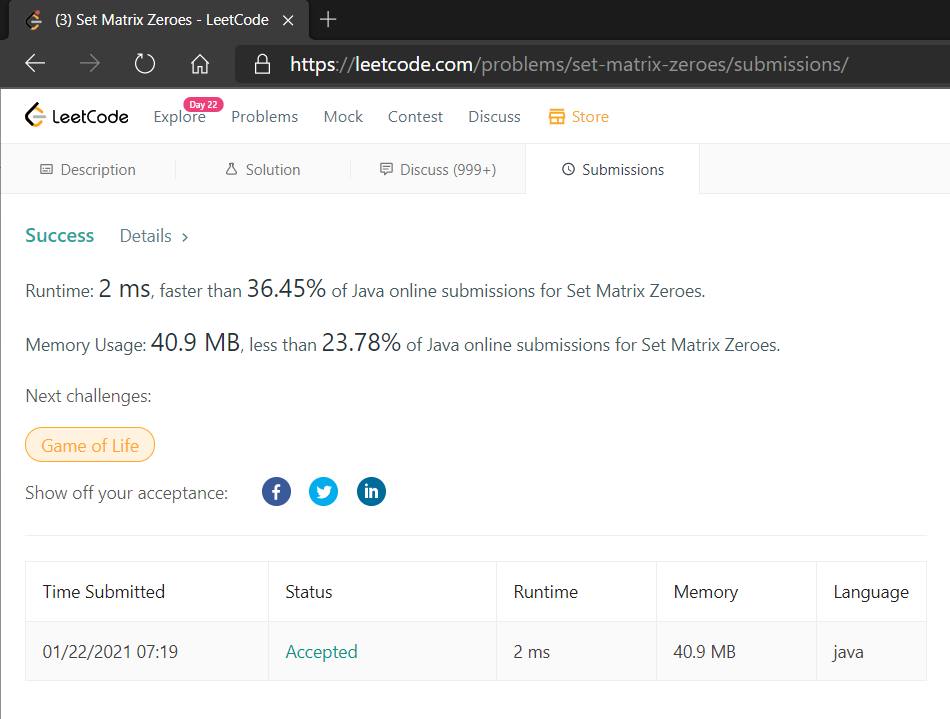 (3) Set Matrix Zeroes - LeetCode
https://leetcode.com/problems/set-matrix-zeroes/submissions/
LeetCode Explore Day 22 Problems Mock Contest Discuss Store
Description Solution Discuss (999+) Submissions
Success Details >
Runtime: 2 ms, faster than 36.45% of Java online submissions for Set Matrix Zeroes.
Memory Usage: 40.9 MB, less than 23.78% of Java online submissions for Set Matrix Zeroes.
Next challenges:
Game of Life
Show off your acceptance: f in
Time Submitted Status Runtime Memory Language
01/22/2021 07:19 Accepted 2 ms 40.9 MB java